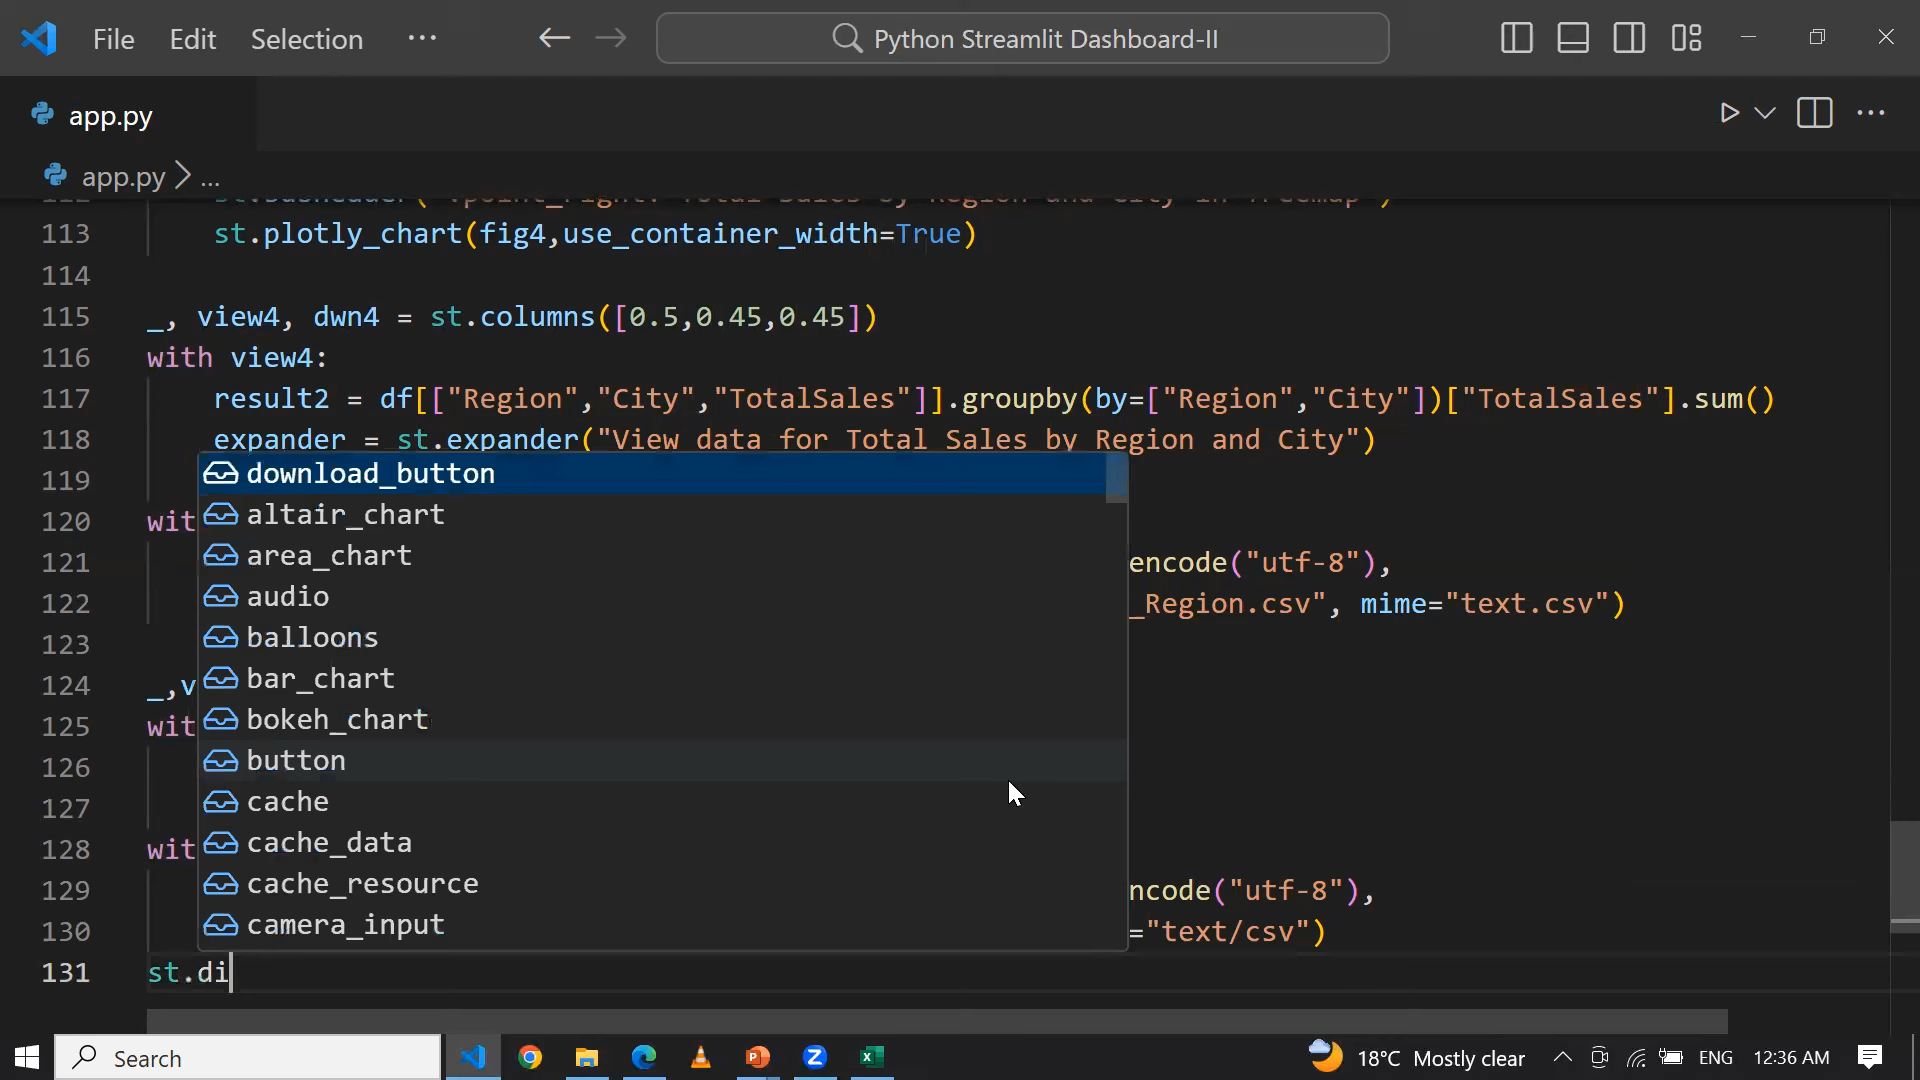 File Edit Selection ... Python Streamlit Dashboard-II
app.py
app.py > ...
113 st.plotly_chart(fig4,use_container_width=True)
114
115 _, view4, dwn4 = st.columns([0.5,0.45,0.45])
116 with view4:
117 result2 = df[["Region","City","TotalSales"]].groupby(by=["Region","City"])["TotalSales"].sum()
118 expander = st.expander("View data for Total Sales by Region and City")
119 download_button
altair_chart
120 wit
area_chart
121 encode("utf-8"),
audio
122 _Region.csv", mime="text.csv")
balloons
123
bar_chart
124 _,v
bokeh_chart
125 wit
button
126
cache
127
cache_data
128 wit
cache_resource
129 ncode("utf-8"),
camera_input
130 ="text/csv")
131 st.di
Search 18°C Mostly clear ENG 12:36 AM